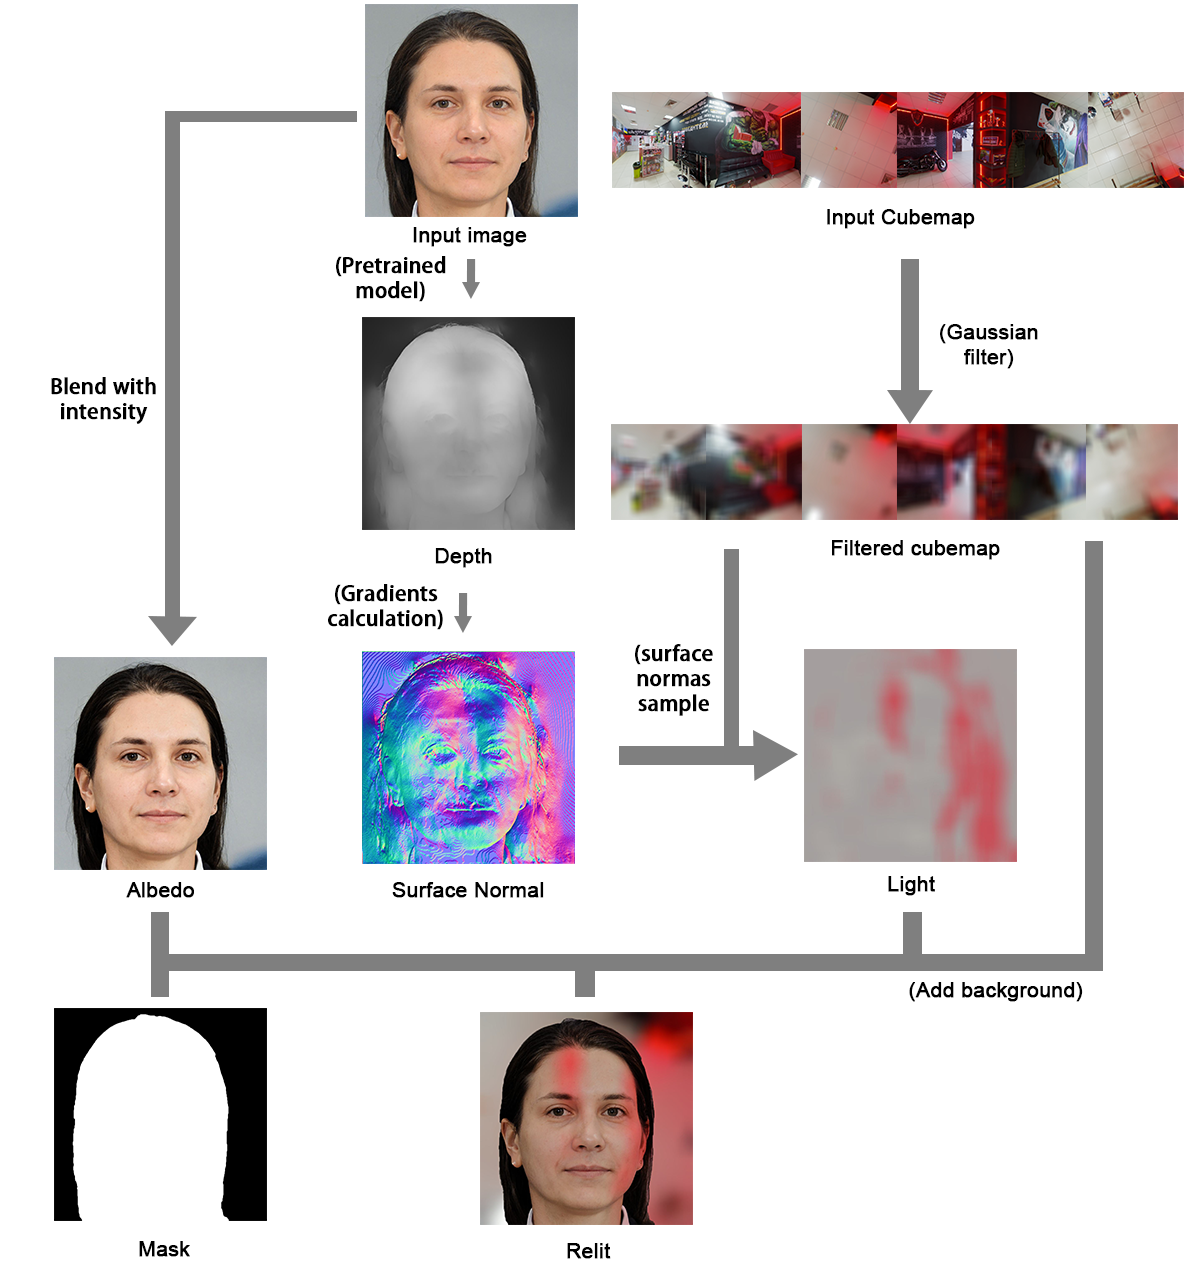 Input image
Input Cubemap
(Pretrained
model)
(Gaussian
filter)
Blend with
intensity
Depth
Filtered cubemap
(Gradients
calculation)
(surface
normas
sample
Albedo
Surface Normal
Light
(Add background)
Mask
Relit